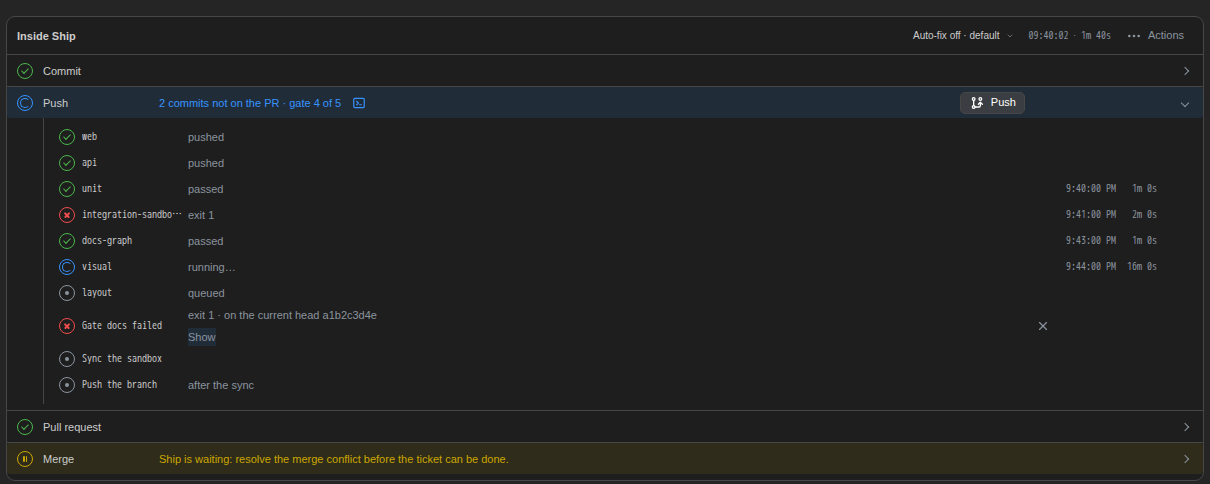 Inside Ship
Auto-fix off · default
09:40:02 · 1m 40s
Actions
Commit
Push 2 commits not on the PR · gate 4 of 5 Push
web pushed
api pushed
unit passed 9:40:00 PM 1m 0s
integration-sandbo··· exit 1 9:41:00 PM 2m 0s
docs-graph passed 9:43:00 PM 1m 0s
visual running… 9:44:00 PM 16m 0s
layout queued
Gate docs failed exit 1 · on the current head a1b2c3d4e
Show
Sync the sandbox
Push the branch after the sync
Pull request
Merge Ship is waiting: resolve the merge conflict before the ticket can be done.